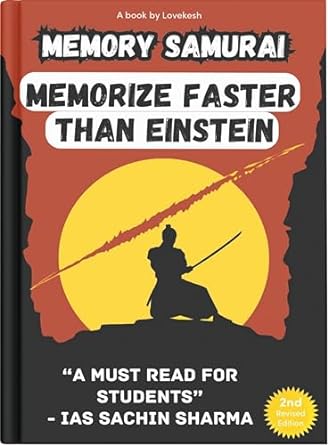 A book by Lovekesh
MEMORY SAMURAI
MEMORIZE FASTER
THAN EINSTEIN
“A MUST READ FOR
STUDENTS”
- IAS SACHIN SHARMA
2nd
Revised
Edition